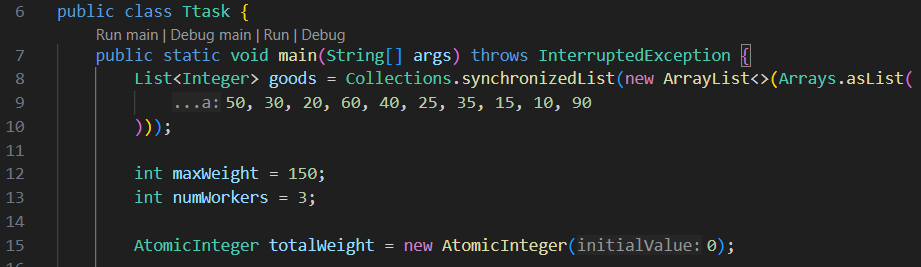 6 public class Ttask {
Run main | Debug main | Run | Debug
7 public static void main(String[] args) throws InterruptedException {
8 List<Integer> goods = Collections.synchronizedList(new ArrayList<>(Arrays.asList(
9 ...a: 50, 30, 20, 60, 40, 25, 35, 15, 10, 90
10 )));
11
12 int maxWeight = 150;
13 int numWorkers = 3;
14
15 AtomicInteger totalWeight = new AtomicInteger(initialValue: 0);
16